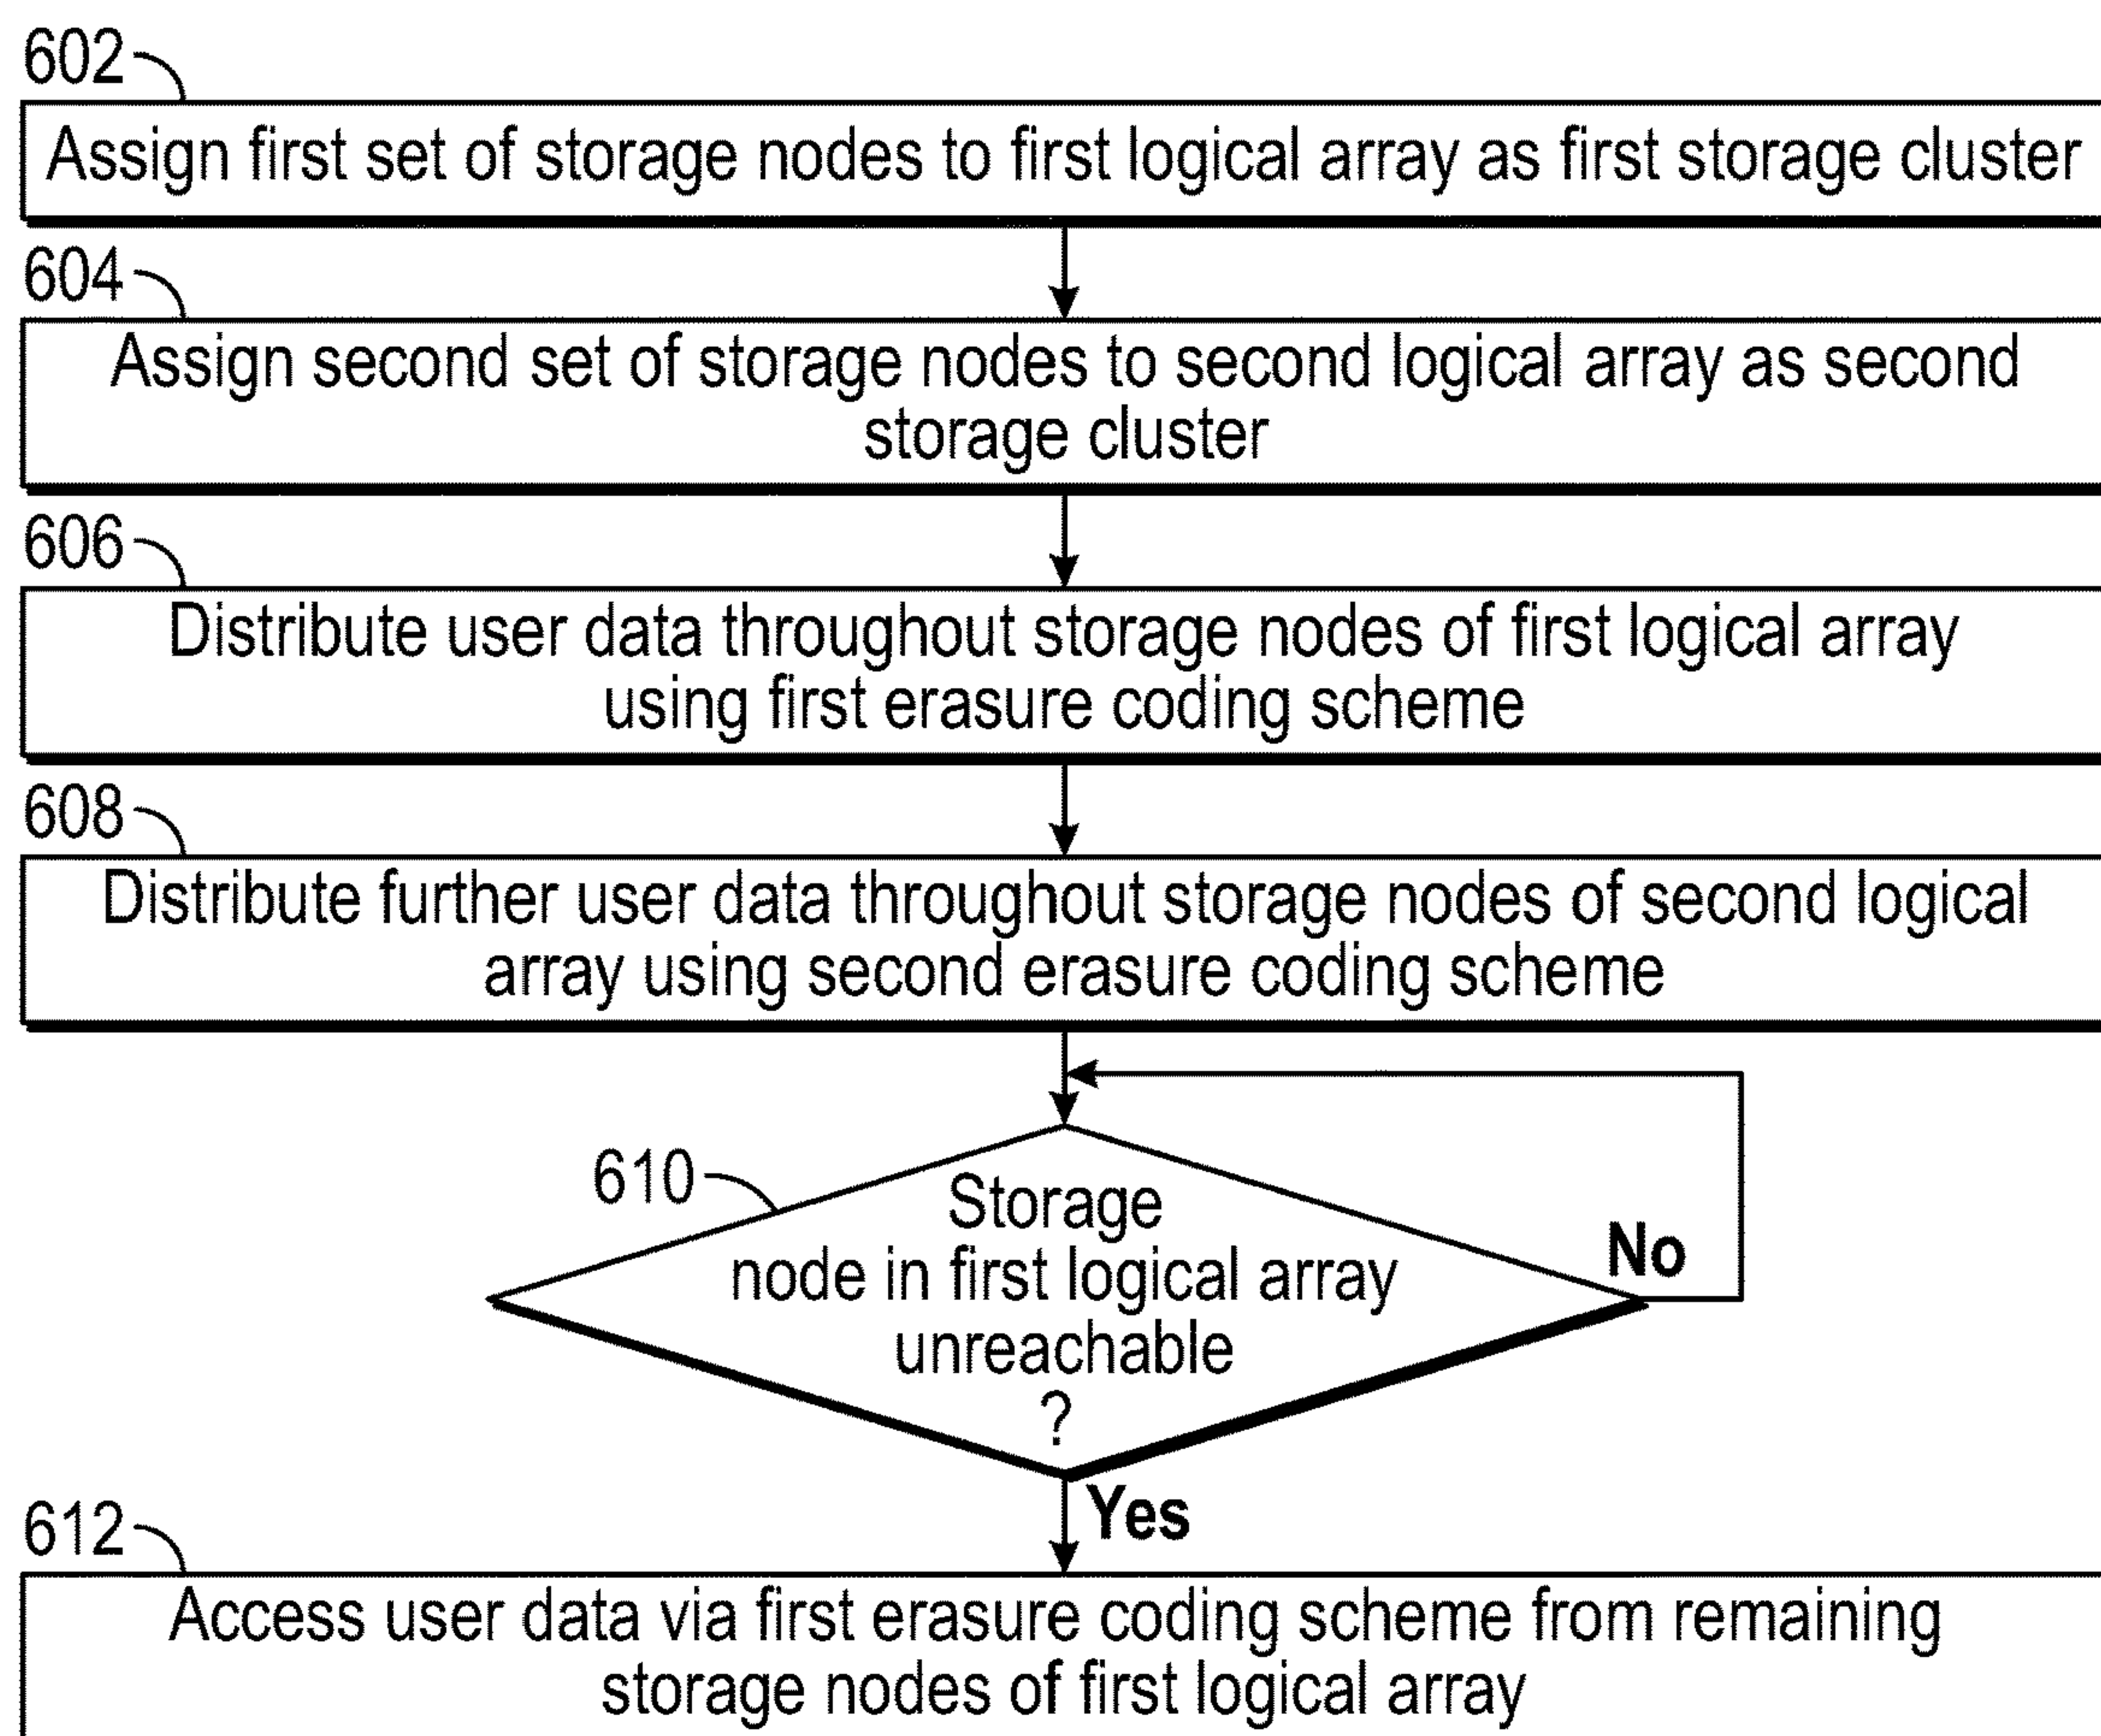 602
Assign first set of storage nodes to first logical array as first storage cluster
604
Assign second set of storage nodes to second logical array as second
storage cluster
606
Distribute user data throughout storage nodes of first logical array
using first erasure coding scheme
608
Distribute further user data throughout storage nodes of second logical
array using second erasure coding scheme
610
Storage
node in first logical array
unreachable
?
No
Yes
612
Access user data via first erasure coding scheme from remaining
storage nodes of first logical array